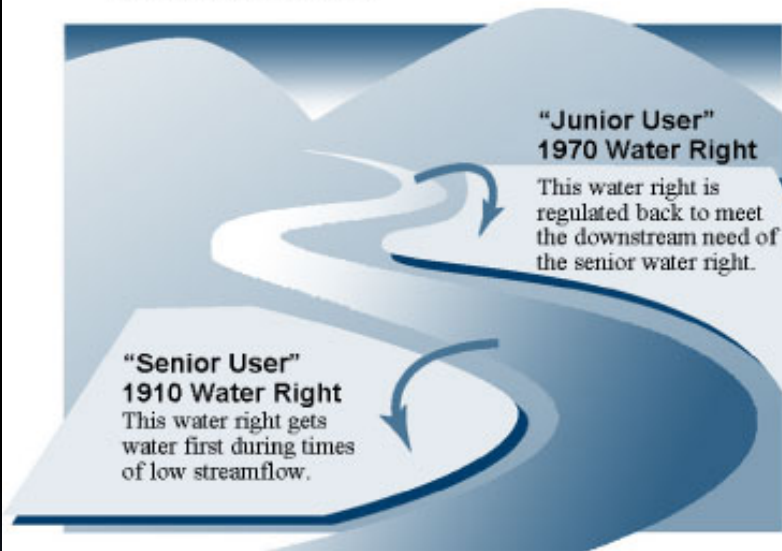 “Junior User”
1970 Water Right
This water right is
regulated back to meet
the downstream need of
the senior water right.
“Senior User”
1910 Water Right
This water right gets
water first during times
of low streamflow.